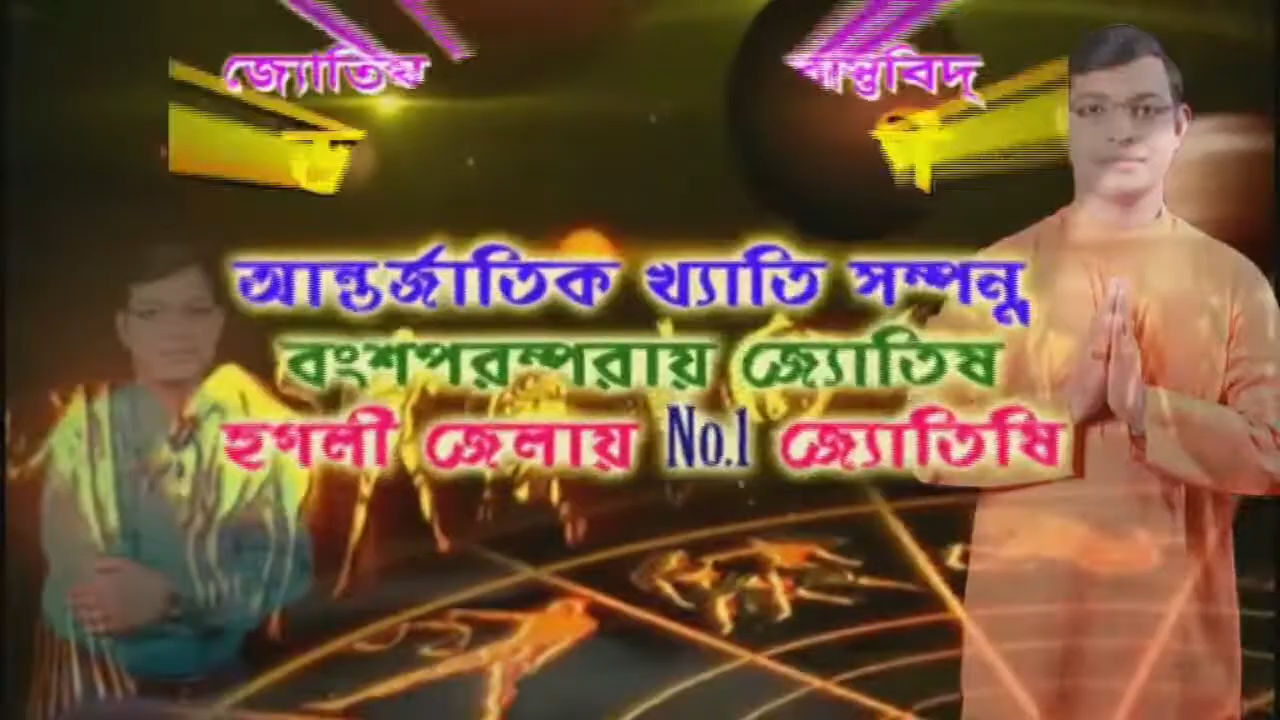 জ্যোতিষ বাস্তুবিদ্
আন্তর্জাতিক খ্যাতি সম্পন্ন
বংশপরম্পরায় জ্যোতিষ
হুগলী জেলায় No.1 জ্যোতিষি